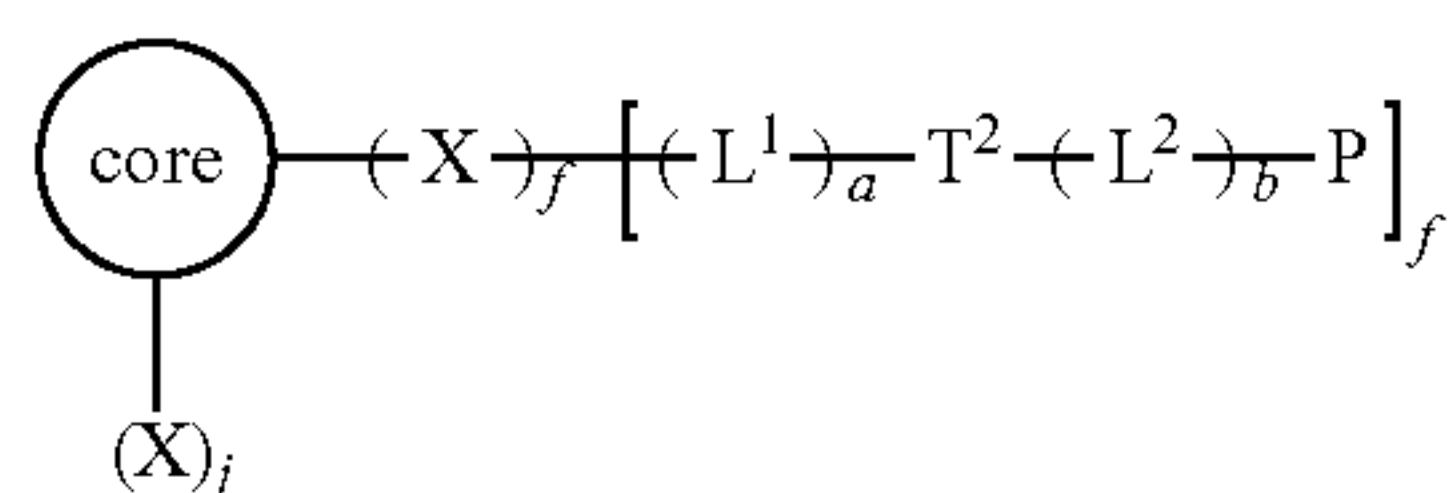 core ( X )f [ ( L¹ )a T² ( L² )b P ]f
(X)j